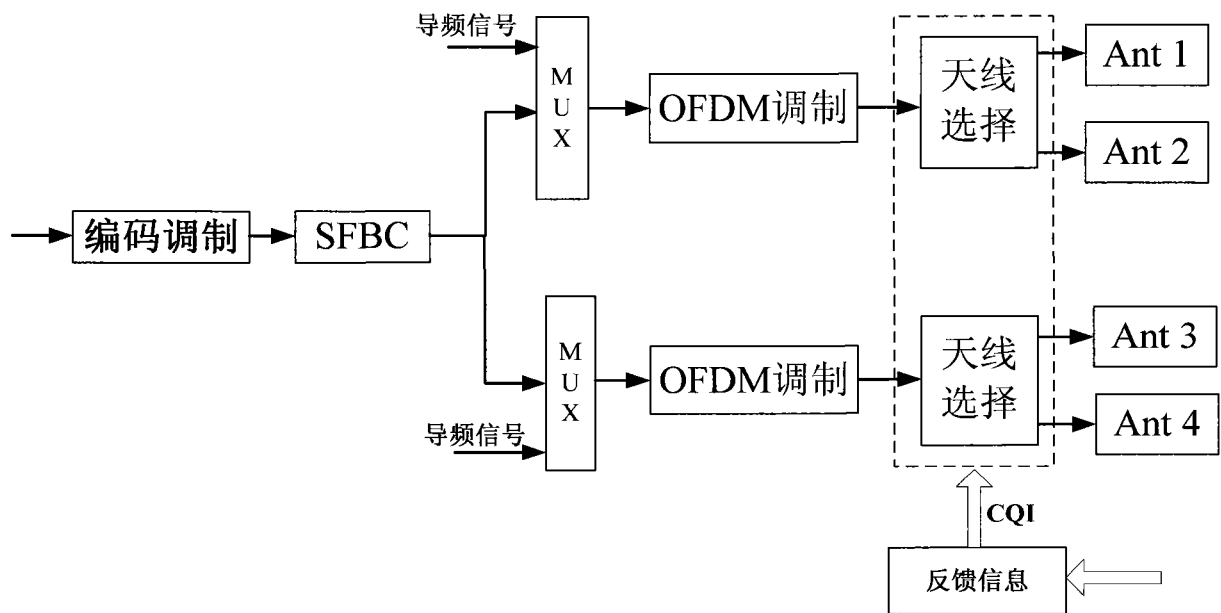 导频信号
M
U
X
OFDM调制
天线
选择
Ant 1
Ant 2
编码调制
SFBC
M
U
X
导频信号
OFDM调制
天线
选择
Ant 3
Ant 4
CQI
反馈信息